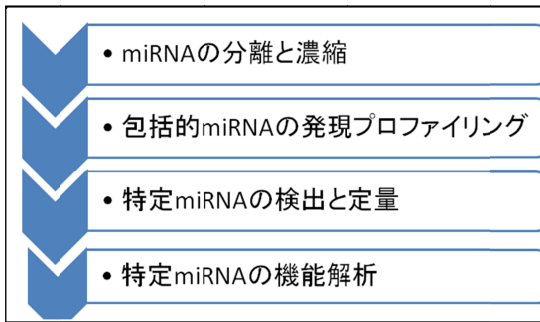 • miRNAの分離と濃縮
• 包括的miRNAの発現プロファイリング
• 特定miRNAの検出と定量
• 特定miRNAの機能解析